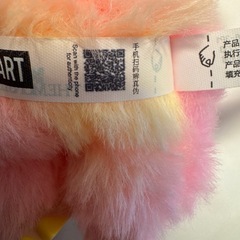 ART
Scan with the phone
for authenticity
手机扫码辨真伪
产品
执行
产品
填充